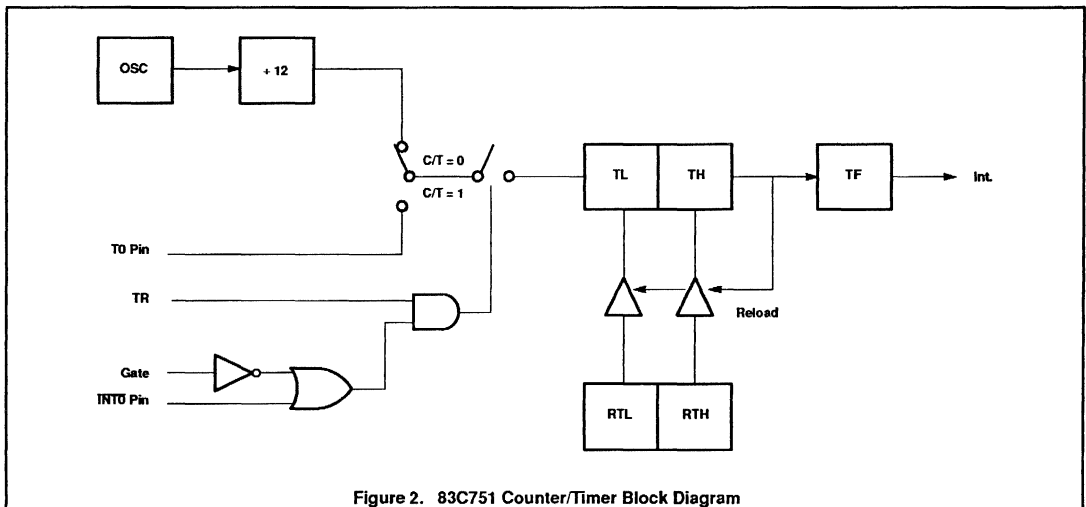 OSC
+ 12
C/T = 0
C/T = 1
TL
TH
TF
Int.
T0 Pin
TR
Reload
Gate
INT0 Pin
RTL
RTH
Figure 2. 83C751 Counter/Timer Block Diagram